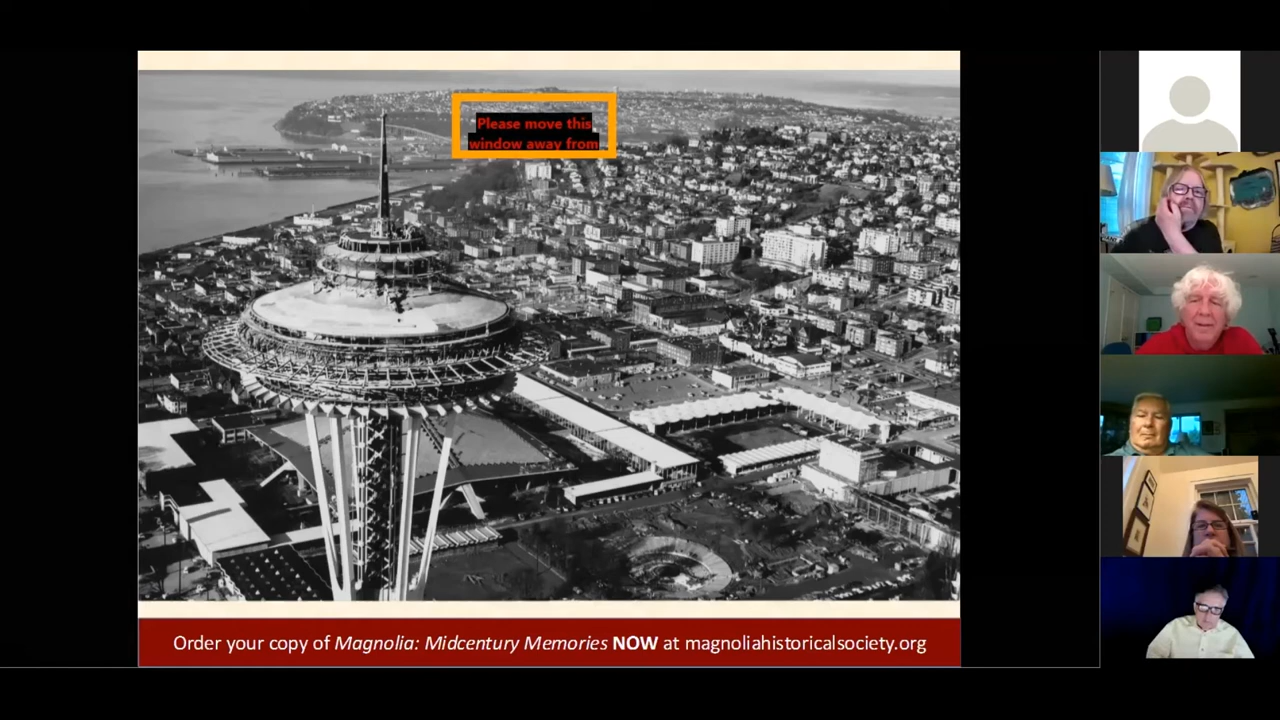 Please move this
window away from
Order your copy of Magnolia: Midcentury Memories NOW at magnoliahistoricalsociety.org